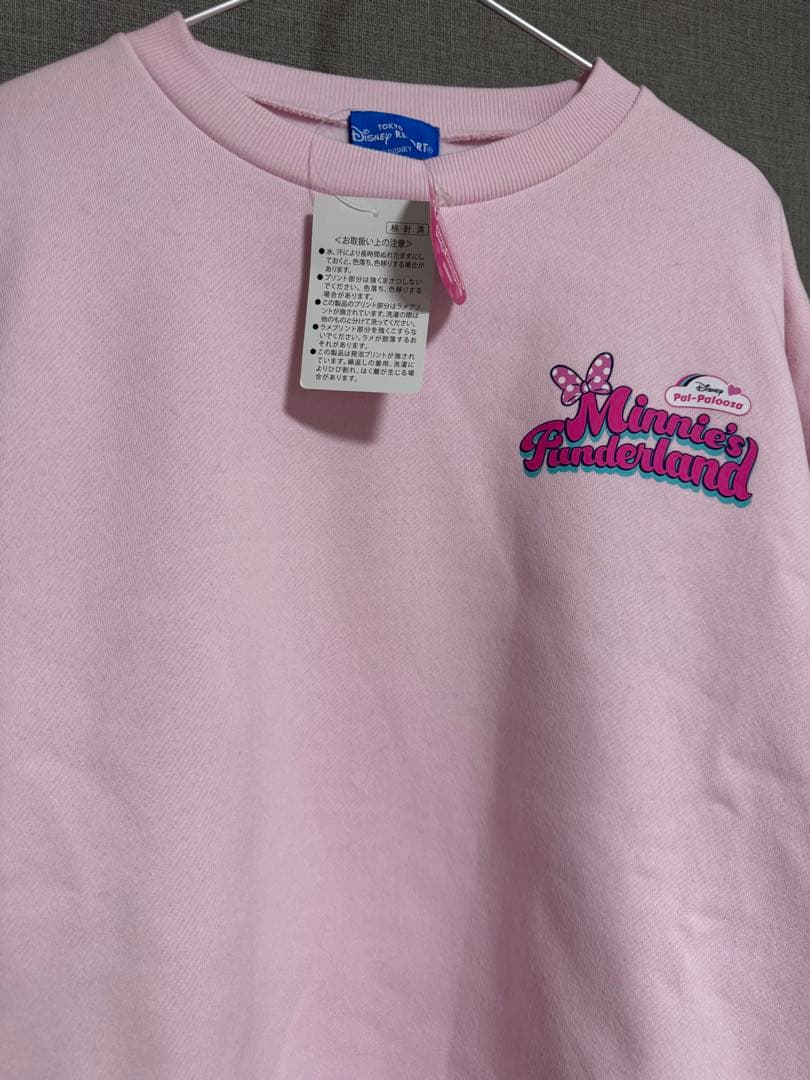 TOKYO
Disney RE RT®
DISNEY
検針済
＜お取扱い上の注意＞
●水、汗により長時間ぬれたままにし
ておくと、色落ち、色移りする場合が
あります。
●プリント部分は強くまさつしない
でください。色落ち、色移りする
場合があります。
●この製品のプリント部分はラメプリ
ントが施されています。洗濯の際は
他のものと分けて洗ってください。
●ラメプリント部分を強くこすらな
いでください。ラメが脱落するお
それがあります。
●この製品は発泡プリントが施され
ています。繰返しの着用、洗濯に
よりひび割れ、はく離が生じる場
合があります。
Disney
Pal-Palooza
Minnie's
Funderland